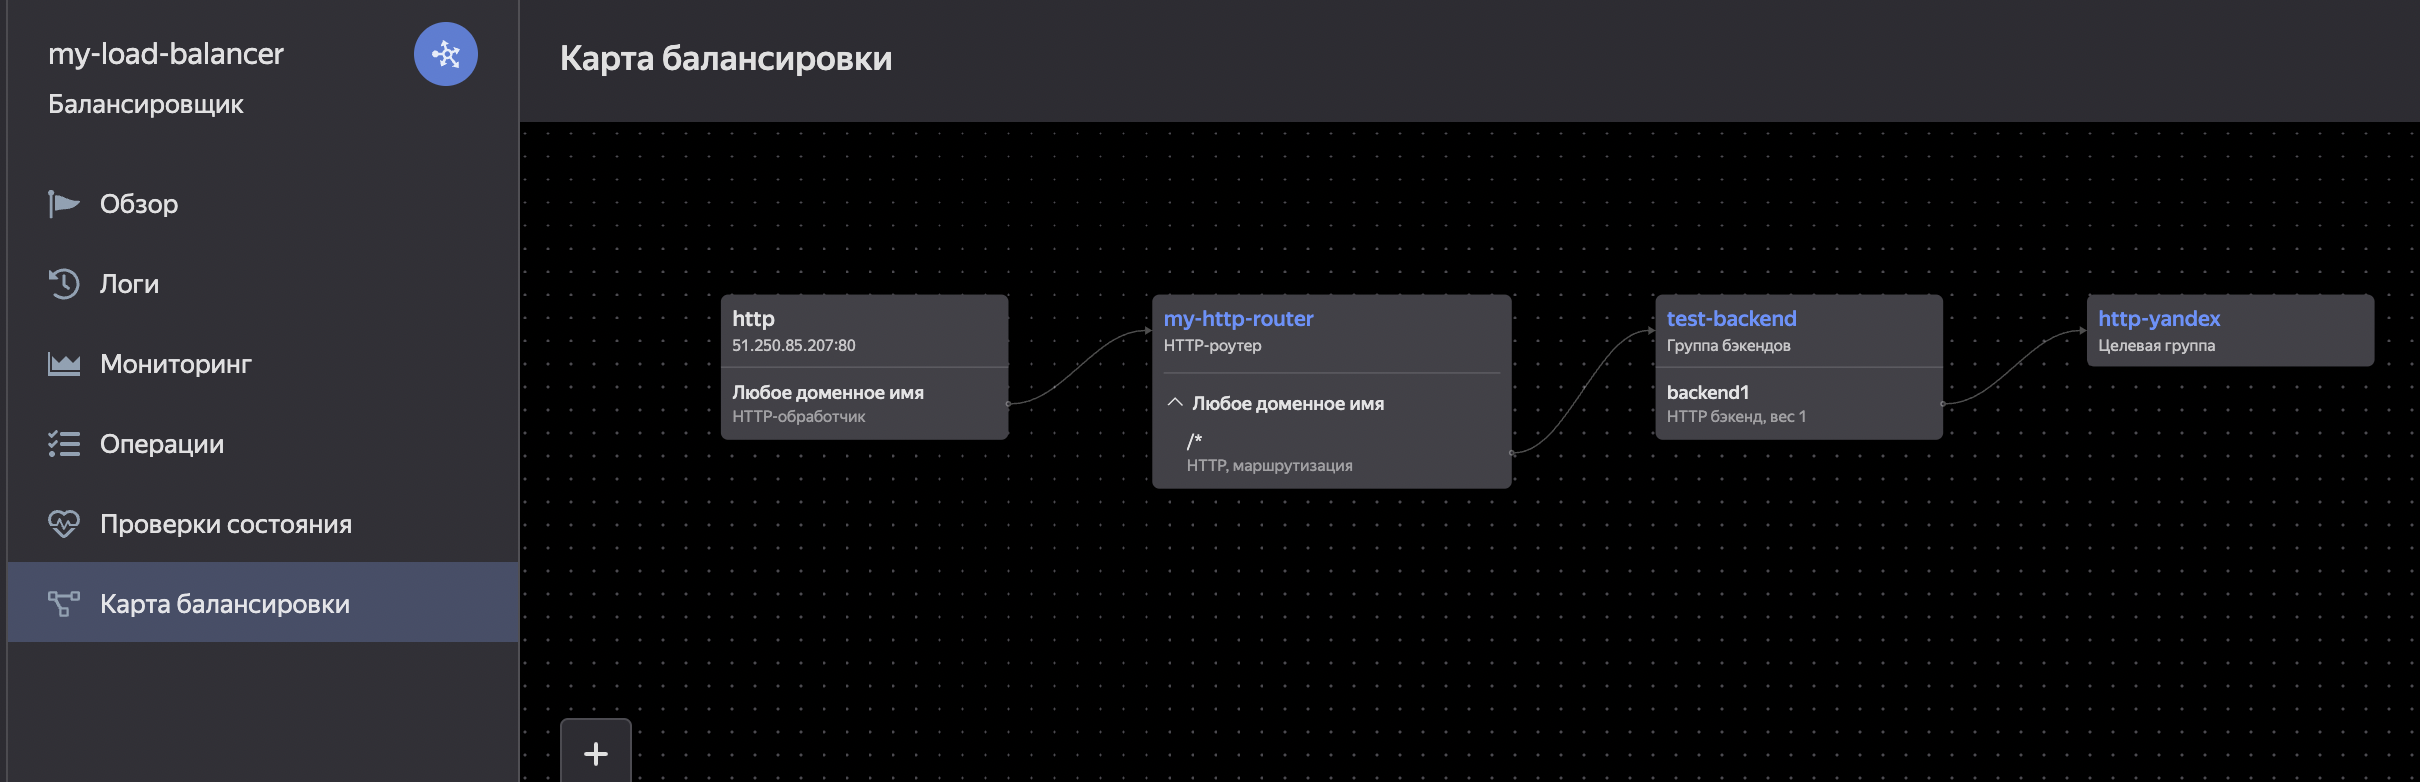 my-load-balancer
Балансировщик
Обзор
Логи
Мониторинг
Операции
Проверки состояния
Карта балансировки
Карта балансировки
http
51.250.85.207:80
Любое доменное имя
HTTP-обработчик
my-http-router
HTTP-роутер
Любое доменное имя
/*
HTTP, маршрутизация
test-backend
Группа бэкендов
backend1
HTTP бэкенд, вес 1
http-yandex
Целевая группа
+